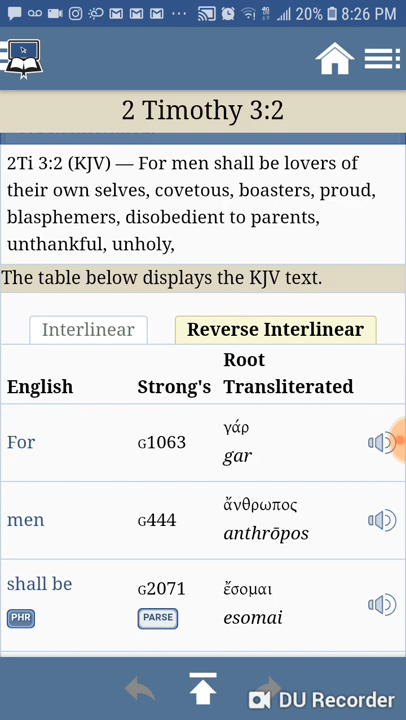 20% 8:26 PM
2 Timothy 3:2
2Ti 3:2 (KJV) — For men shall be lovers of
their own selves, covetous, boasters, proud,
blasphemers, disobedient to parents,
unthankful, unholy,
The table below displays the KJV text.
Interlinear Reverse Interlinear
English Strong's Root
Transliterated
For G1063 γάρ
gar
men G444 ἄνθρωπος
anthrōpos
shall be G2071 ἔσομαι
PHR PARSE esomai
DU Recorder